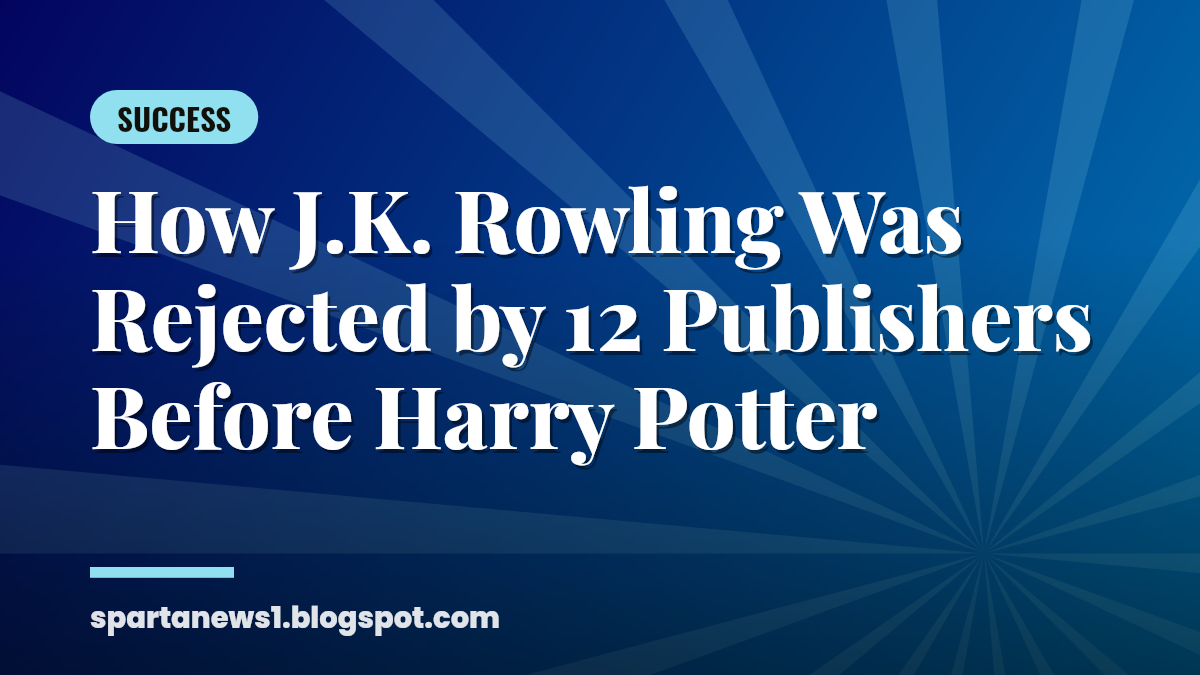 SUCCESS
How J.K. Rowling Was
Rejected by 12 Publishers
Before Harry Potter
spartanews1.blogspot.com